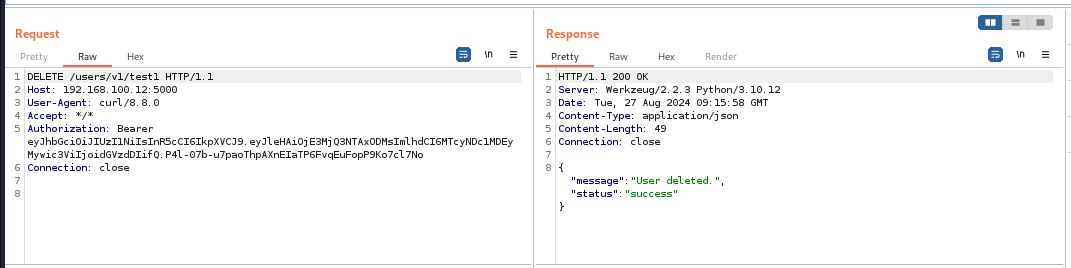 Request
Pretty Raw Hex
\n
1 DELETE /users/v1/test1 HTTP/1.1
2 Host: 192.168.100.12:5000
3 User-Agent: curl/8.8.0
4 Accept: */*
5 Authorization: Bearer
eyJhbGciOiJIUzI1NiIsInR5cCI6IkpXVCJ9.eyJleHAiOjE3MjQ3NTAxODMsImlhdCI6MTcyNDc1MDEy
Mywic3ViIjoidGVzdDIifQ.P4l-07b-u7paoThpAXnEIaTP6FvqEuFopP9Ko7cl7No
6 Connection: close
7
8
Response
Pretty Raw Hex Render
\n
1 HTTP/1.1 200 OK
2 Server: Werkzeug/2.2.3 Python/3.10.12
3 Date: Tue, 27 Aug 2024 09:15:58 GMT
4 Content-Type: application/json
5 Content-Length: 49
6 Connection: close
7
8 {
"message":"User deleted.",
"status":"success"
}